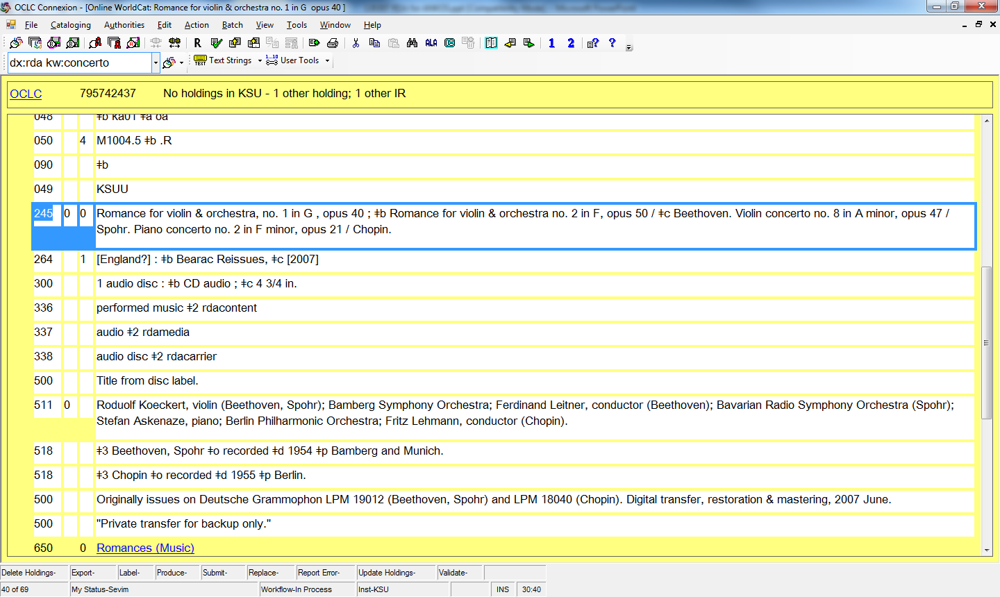 OCLC Connexion - [Online WorldCat: Romance for violin & orchestra no. 1 in G  opus 40 ]
File Cataloging Authorities Edit Action Batch View Tools Window Help
R ALA 1 2 ? ?
dx:rda kw:concerto TEXT Text Strings 1...10 User Tools
OCLC 795742437 No holdings in KSU - 1 other holding; 1 other IR
048 ǂb ka01 ǂa oa
050 4 M1004.5 ǂb .R
090 ǂb
049 KSUU
245 0 0 Romance for violin & orchestra, no. 1 in G , opus 40 ; ǂb Romance for violin & orchestra no. 2 in F, opus 50 / ǂc Beethoven. Violin concerto no. 8 in A minor, opus 47 /
Spohr. Piano concerto no. 2 in F minor, opus 21 / Chopin.
264 1 [England?] : ǂb Bearac Reissues, ǂc [2007]
300 1 audio disc : ǂb CD audio ; ǂc 4 3/4 in.
336 performed music ǂ2 rdacontent
337 audio ǂ2 rdamedia
338 audio disc ǂ2 rdacarrier
500 Title from disc label.
511 0 Roduolf Koeckert, violin (Beethoven, Spohr); Bamberg Symphony Orchestra; Ferdinand Leitner, conductor (Beethoven); Bavarian Radio Symphony Orchestra (Spohr);
Stefan Askenaze, piano; Berlin Philharmonic Orchestra; Fritz Lehmann, conductor (Chopin).
518 ǂ3 Beethoven, Spohr ǂo recorded ǂd 1954 ǂp Bamberg and Munich.
518 ǂ3 Chopin ǂo recorded ǂd 1955 ǂp Berlin.
500 Originally issues on Deutsche Grammophon LPM 19012 (Beethoven, Spohr) and LPM 18040 (Chopin). Digital transfer, restoration & mastering, 2007 June.
500 "Private transfer for backup only."
650 0 Romances (Music)
Delete Holdings- Export- Label- Produce- Submit- Replace- Report Error- Update Holdings- Validate-
40 of 69 My Status-Sevim Workflow-In Process Inst-KSU INS 30:40